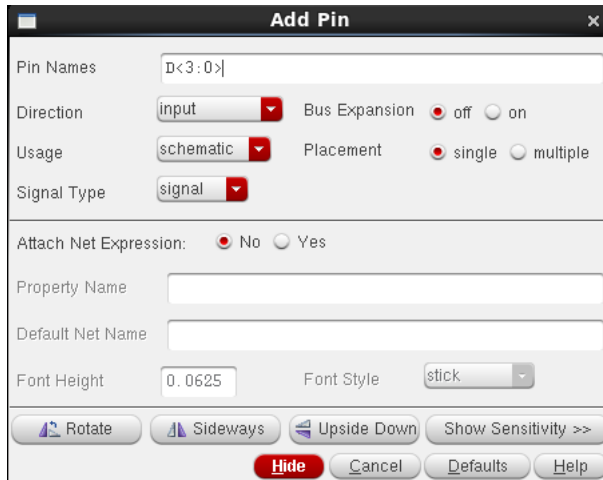 Add Pin
Pin Names D<3:0>
Direction input Bus Expansion off on
Usage schematic Placement single multiple
Signal Type signal
Attach Net Expression: No Yes
Property Name
Default Net Name
Font Height 0.0625 Font Style stick
Rotate Sideways Upside Down Show Sensitivity >>
Hide Cancel Defaults Help